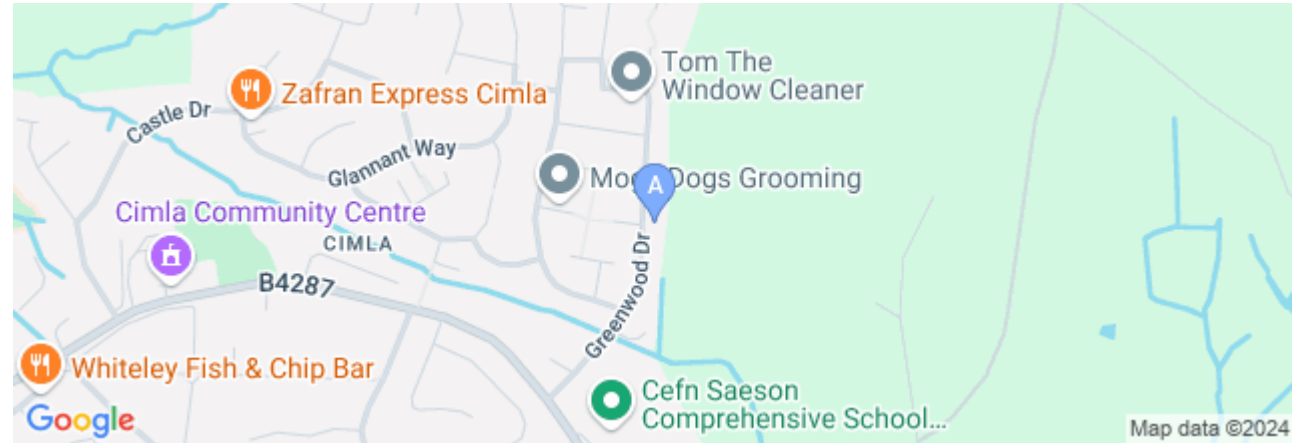 Tom The
Window Cleaner
Zafran Express Cimla
Castle Dr
Glannant Way
Dogs Grooming
A
Cimla Community Centre
CIMLA
Greenwood Dr
B4287
Whiteley Fish & Chip Bar
Cefn Saeson
Comprehensive School...
Google
Map data ©2024